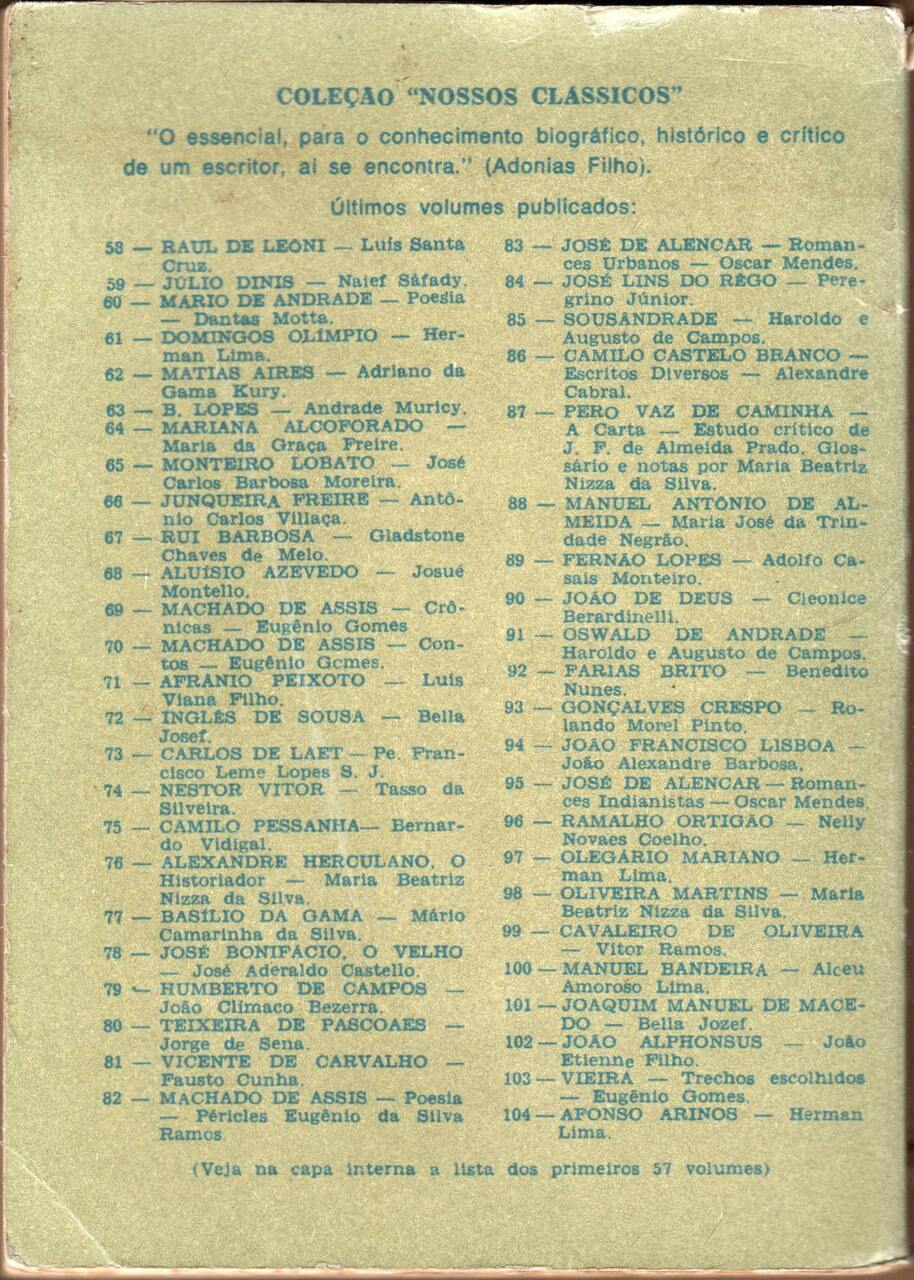 COLEÇAO "NOSSOS CLÁSSICOS"
"O essencial, para o conhecimento biográfico, histórico e crítico
de um escritor, aí se encontra." (Adonias Filho).
Últimos volumes publicados:
58 — RAUL DE LEONI — Luís Santa
Cruz.
59 — JÚLIO DINIS — Naief Sáfady.
60 — MARIO DE ANDRADE — Poesia
— Dantas Motta.
61 — DOMINGOS OLÍMPIO — Her-
man Lima.
62 — MATIAS AIRES — Adriano da
Gama Kury.
63 — B. LOPES — Andrade Muricy.
64 — MARIANA ALCOFORADO —
Maria da Graça Freire.
65 — MONTEIRO LOBATO — José
Carlos Barbosa Moreira.
66 — JUNQUEIRA FREIRE — Antô-
nio Carlos Villaça.
67 — RUI BARBOSA — Gladstone
Chaves de Melo.
68 — ALUÍSIO AZEVEDO — Josué
Montello.
69 — MACHADO DE ASSIS — Crô-
nicas — Eugênio Gomes
70 — MACHADO DE ASSIS — Con-
tos — Eugênio Gomes.
71 — AFRÂNIO PEIXOTO — Luís
Viana Filho.
72 — INGLÊS DE SOUSA — Bella
Josef.
73 — CARLOS DE LAET — Pe. Fran-
cisco Leme Lopes S. J.
74 — NESTOR VITOR — Tasso da
Silveira.
75 — CAMILO PESSANHA— Bernar-
do Vidigal.
76 — ALEXANDRE HERCULANO, O
Historiador — Maria Beatriz
Nizza da Silva.
77 — BASÍLIO DA GAMA — Mário
Camarinha da Silva.
78 — JOSÉ BONIFÁCIO, O VELHO
— José Aderaldo Castello.
79 — HUMBERTO DE CAMPOS —
João Clímaco Bezerra.
80 — TEIXEIRA DE PASCOAES —
Jorge de Sena.
81 — VICENTE DE CARVALHO —
Fausto Cunha.
82 — MACHADO DE ASSIS — Poesia
— Péricles Eugênio da Silva
Ramos
83 — JOSÉ DE ALENCAR — Roman-
ces Urbanos — Oscar Mendes.
84 — JOSÉ LINS DO RÊGO — Pere-
grino Júnior.
85 — SOUSÂNDRADE — Haroldo e
Augusto de Campos.
86 — CAMILO CASTELO BRANCO —
Escritos Diversos — Alexandre
Cabral.
87 — PERO VAZ DE CAMINHA —
A Carta — Estudo crítico de
J. F. de Almeida Prado. Glos-
sário e notas por Maria Beatriz
Nizza da Silva.
88 — MANUEL ANTÔNIO DE AL-
MEIDA — Maria José da Trin-
dade Negrão.
89 — FERNÃO LOPES — Adolfo Ca-
sais Monteiro.
90 — JOÃO DE DEUS — Cleonice
Berardinelli.
91 — OSWALD DE ANDRADE —
Haroldo e Augusto de Campos.
92 — FARIAS BRITO — Benedito
Nunes.
93 — GONÇALVES CRESPO — Ro-
lando Morel Pinto.
94 — JOÃO FRANCISCO LISBOA —
João Alexandre Barbosa.
95 — JOSÉ DE ALENCAR — Roman-
ces Indianistas — Oscar Mendes.
96 — RAMALHO ORTIGÃO — Nelly
Novaes Coelho.
97 — OLEGÁRIO MARIANO — Her-
man Lima.
98 — OLIVEIRA MARTINS — Maria
Beatriz Nizza da Silva.
99 — CAVALEIRO DE OLIVEIRA
— Vitor Ramos.
100 — MANUEL BANDEIRA — Alceu
Amoroso Lima.
101 — JOAQUIM MANUEL DE MACE-
DO — Bella Jozef.
102 — JOÃO ALPHONSUS — João
Etienne Filho.
103 — VIEIRA — Trechos escolhidos
— Eugênio Gomes.
104 — AFONSO ARINOS — Herman
Lima.
(Veja na capa interna a lista dos primeiros 57 volumes)